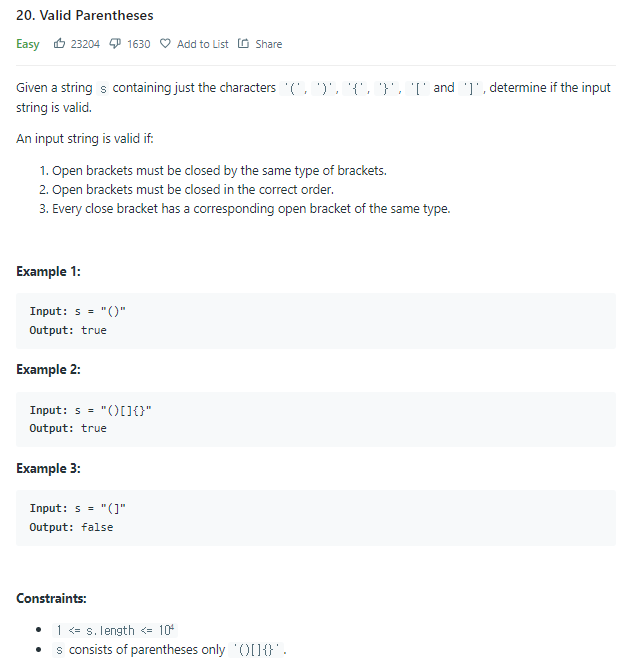 20. Valid Parentheses
Easy 23204 1630 Add to List Share
Given a string s containing just the characters '(', ')', '{', '}', '[' and ']', determine if the input
string is valid.
An input string is valid if:
1. Open brackets must be closed by the same type of brackets.
2. Open brackets must be closed in the correct order.
3. Every close bracket has a corresponding open bracket of the same type.
Example 1:
Input: s = "()"
Output: true
Example 2:
Input: s = "()[]{}"
Output: true
Example 3:
Input: s = "(]"
Output: false
Constraints:
• 1 <= s.length <= 10⁴
• s consists of parentheses only '()[]{}'.